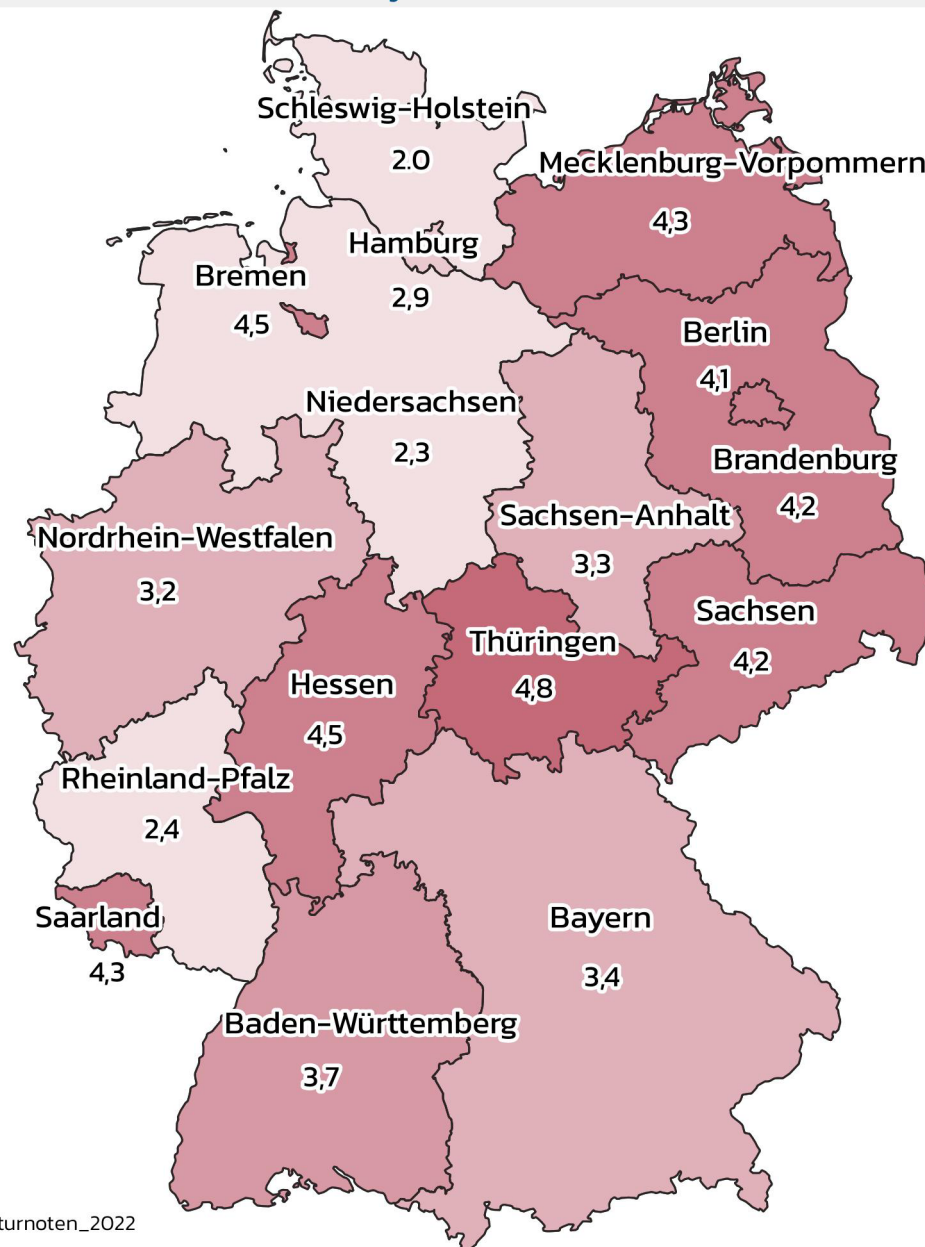 Schleswig-Holstein
2.0
Mecklenburg-Vorpommern
4,3
Hamburg
2,9
Bremen
4,5
Berlin
4,1
Niedersachsen
2,3
Brandenburg
4,2
Sachsen-Anhalt
3,3
Nordrhein-Westfalen
3,2
Sachsen
4,2
Thüringen
4,8
Hessen
4,5
Rheinland-Pfalz
2,4
Saarland
4,3
Bayern
3,4
Baden-Württemberg
3,7
turnoten_2022